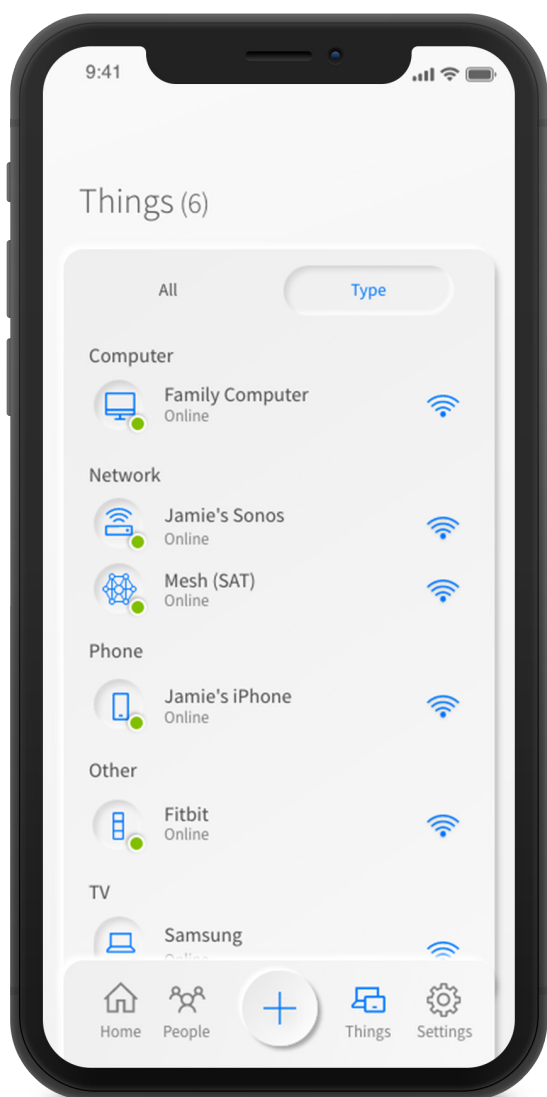 9:41
Things (6)
All
Type
Computer
Family Computer
Online
Network
Jamie's Sonos
Online
Mesh (SAT)
Online
Phone
Jamie's iPhone
Online
Other
Fitbit
Online
TV
Samsung
Home
People
Things
Settings